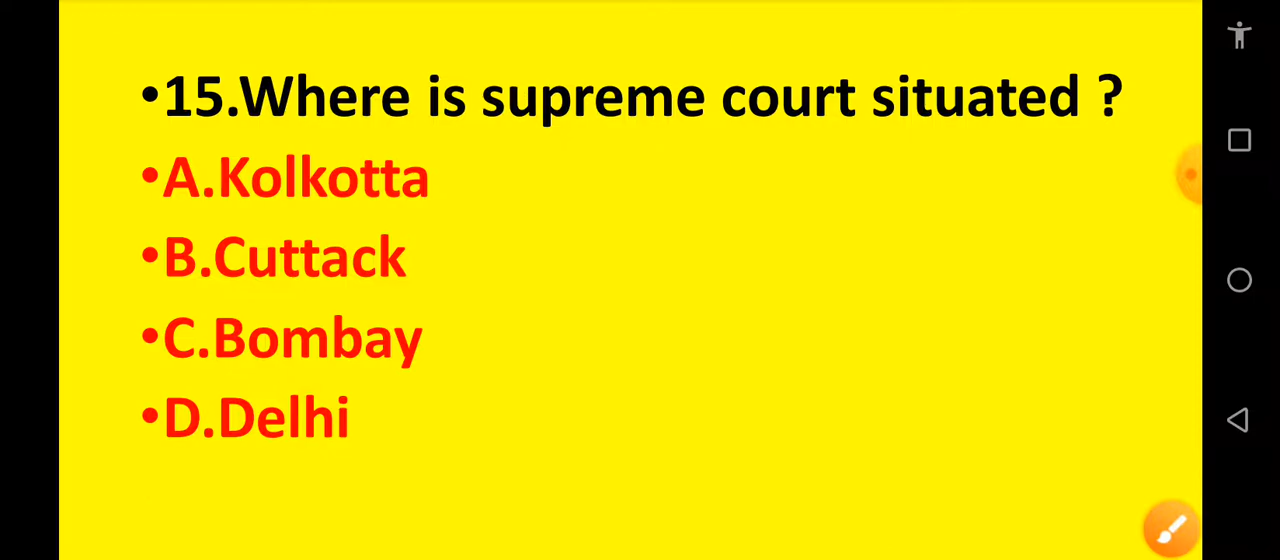 •15.Where is supreme court situated ?
•A.Kolkotta
•B.Cuttack
•C.Bombay
•D.Delhi